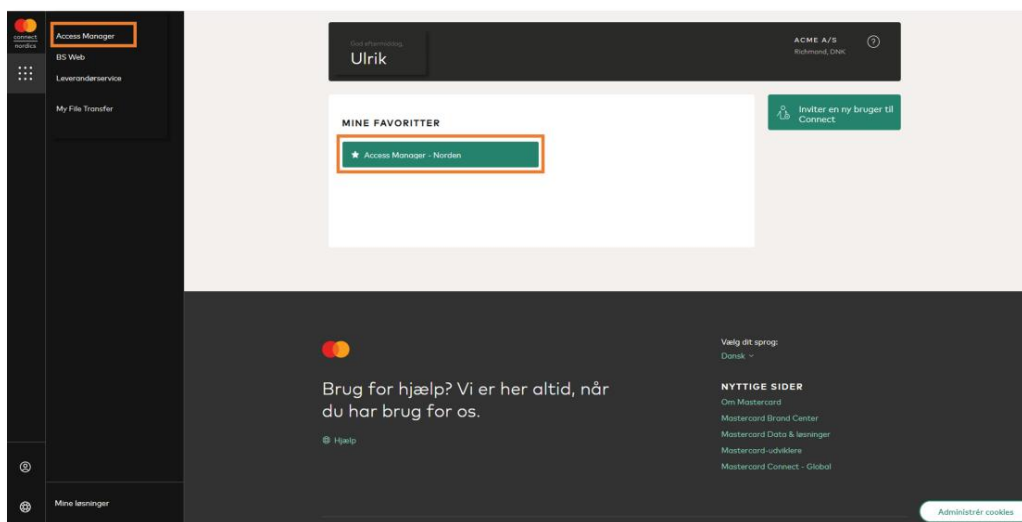 connect
nordics
Access Manager
BS Web
Leverandørservice
My File Transfer
Mine løsninger
God eftermiddag,
Ulrik
ACME A/S
Richmond, DNK
?
MINE FAVORITTER
★ Access Manager - Norden
Inviter en ny bruger til
Connect
Brug for hjælp? Vi er her altid, når
du har brug for os.
Hjælp
Vælg dit sprog:
Dansk
NYTTIGE SIDER
Om Mastercard
Mastercard Brand Center
Mastercard Data & løsninger
Mastercard-udviklere
Mastercard Connect - Global
Administrér cookies